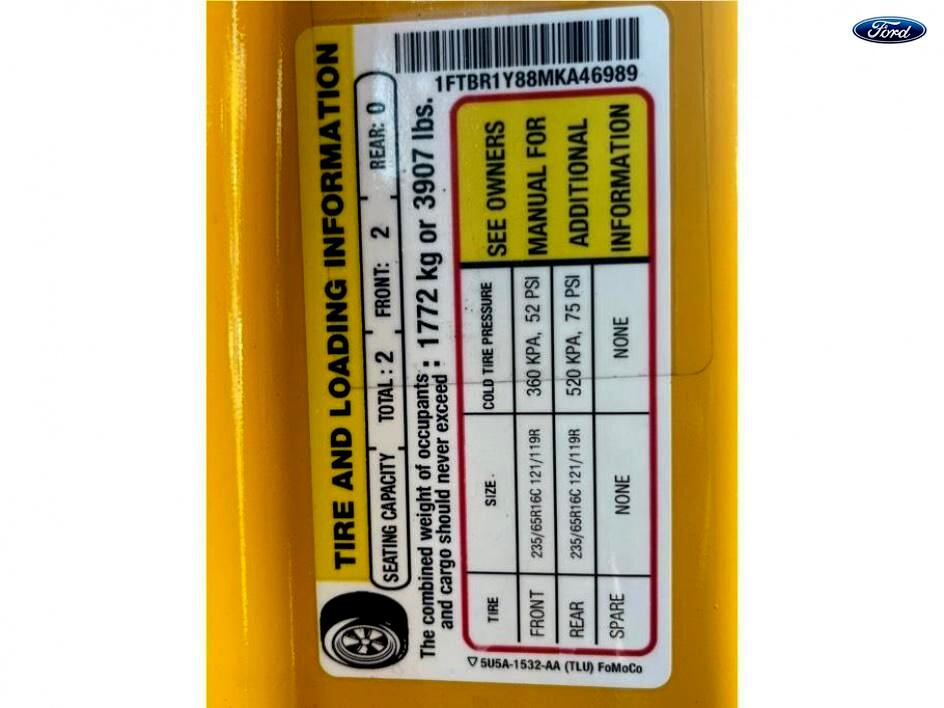 Ford
TIRE AND LOADING INFORMATION
SEATING CAPACITY TOTAL : 2 FRONT: 2 REAR: 0
The combined weight of occupants
and cargo should never exceed : 1772 kg or 3907 lbs.
1FTBR1Y88MKA46989
TIRE SIZE . COLD TIRE PRESSURE
FRONT 235/65R16C 121/119R 360 KPA, 52 PSI
REAR 235/65R16C 121/119R 520 KPA, 75 PSI
SPARE NONE NONE
SEE OWNERS
MANUAL FOR
ADDITIONAL
INFORMATION
5U5A-1532-AA (TLU) FoMoCo